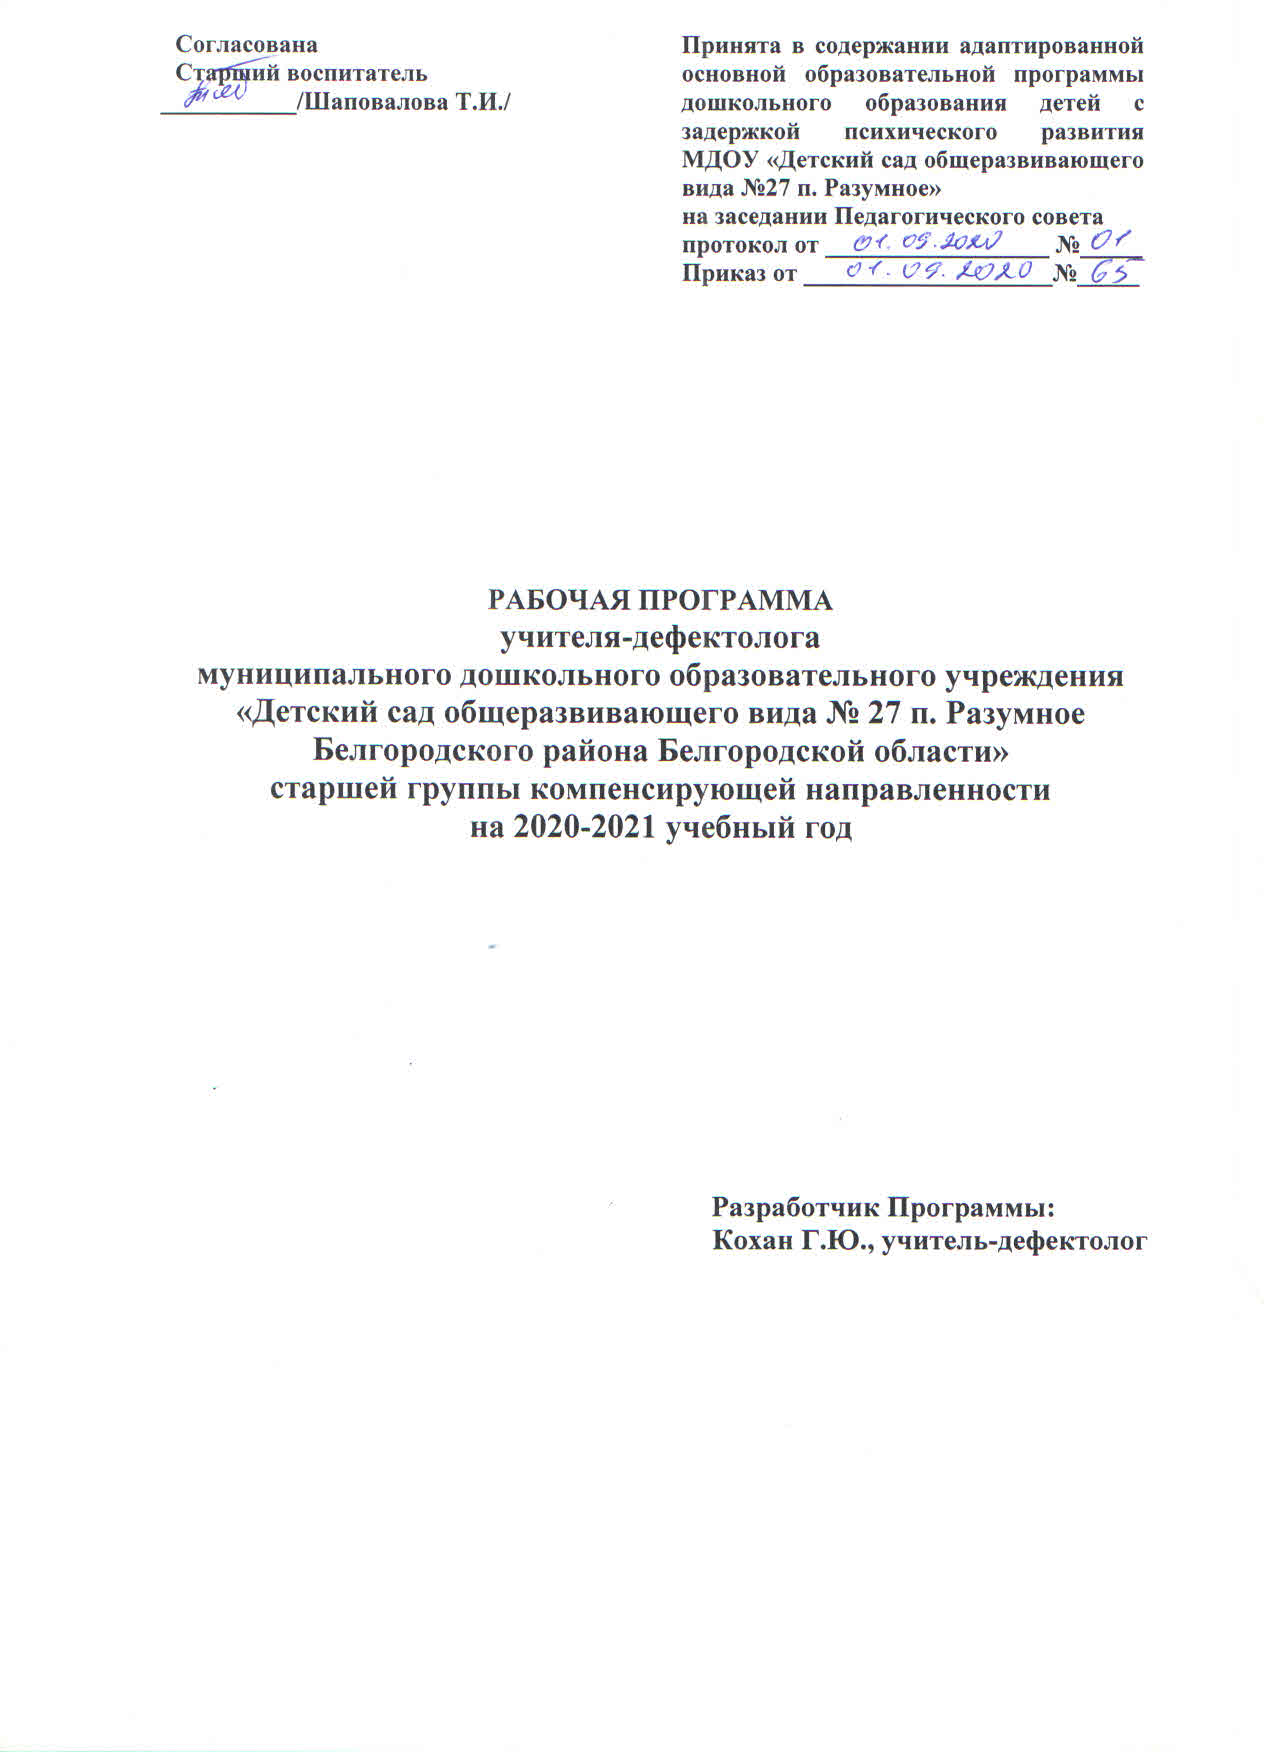 Согласована
Старший воспитатель
____________/Шаповалова Т.И./
Принята в содержании адаптированной
основной образовательной программы
дошкольного образования детей с
задержкой психического развития
МДОУ «Детский сад общеразвивающего
вида №27 п. Разумное»
на заседании Педагогического совета
протокол от 01.09.2020 № 01
Приказ от 01.09.2020 № 65
РАБОЧАЯ ПРОГРАММА
учителя-дефектолога
муниципального дошкольного образовательного учреждения
«Детский сад общеразвивающего вида № 27 п. Разумное
Белгородского района Белгородской области»
старшей группы компенсирующей направленности
на 2020-2021 учебный год
Разработчик Программы:
Кохан Г.Ю., учитель-дефектолог